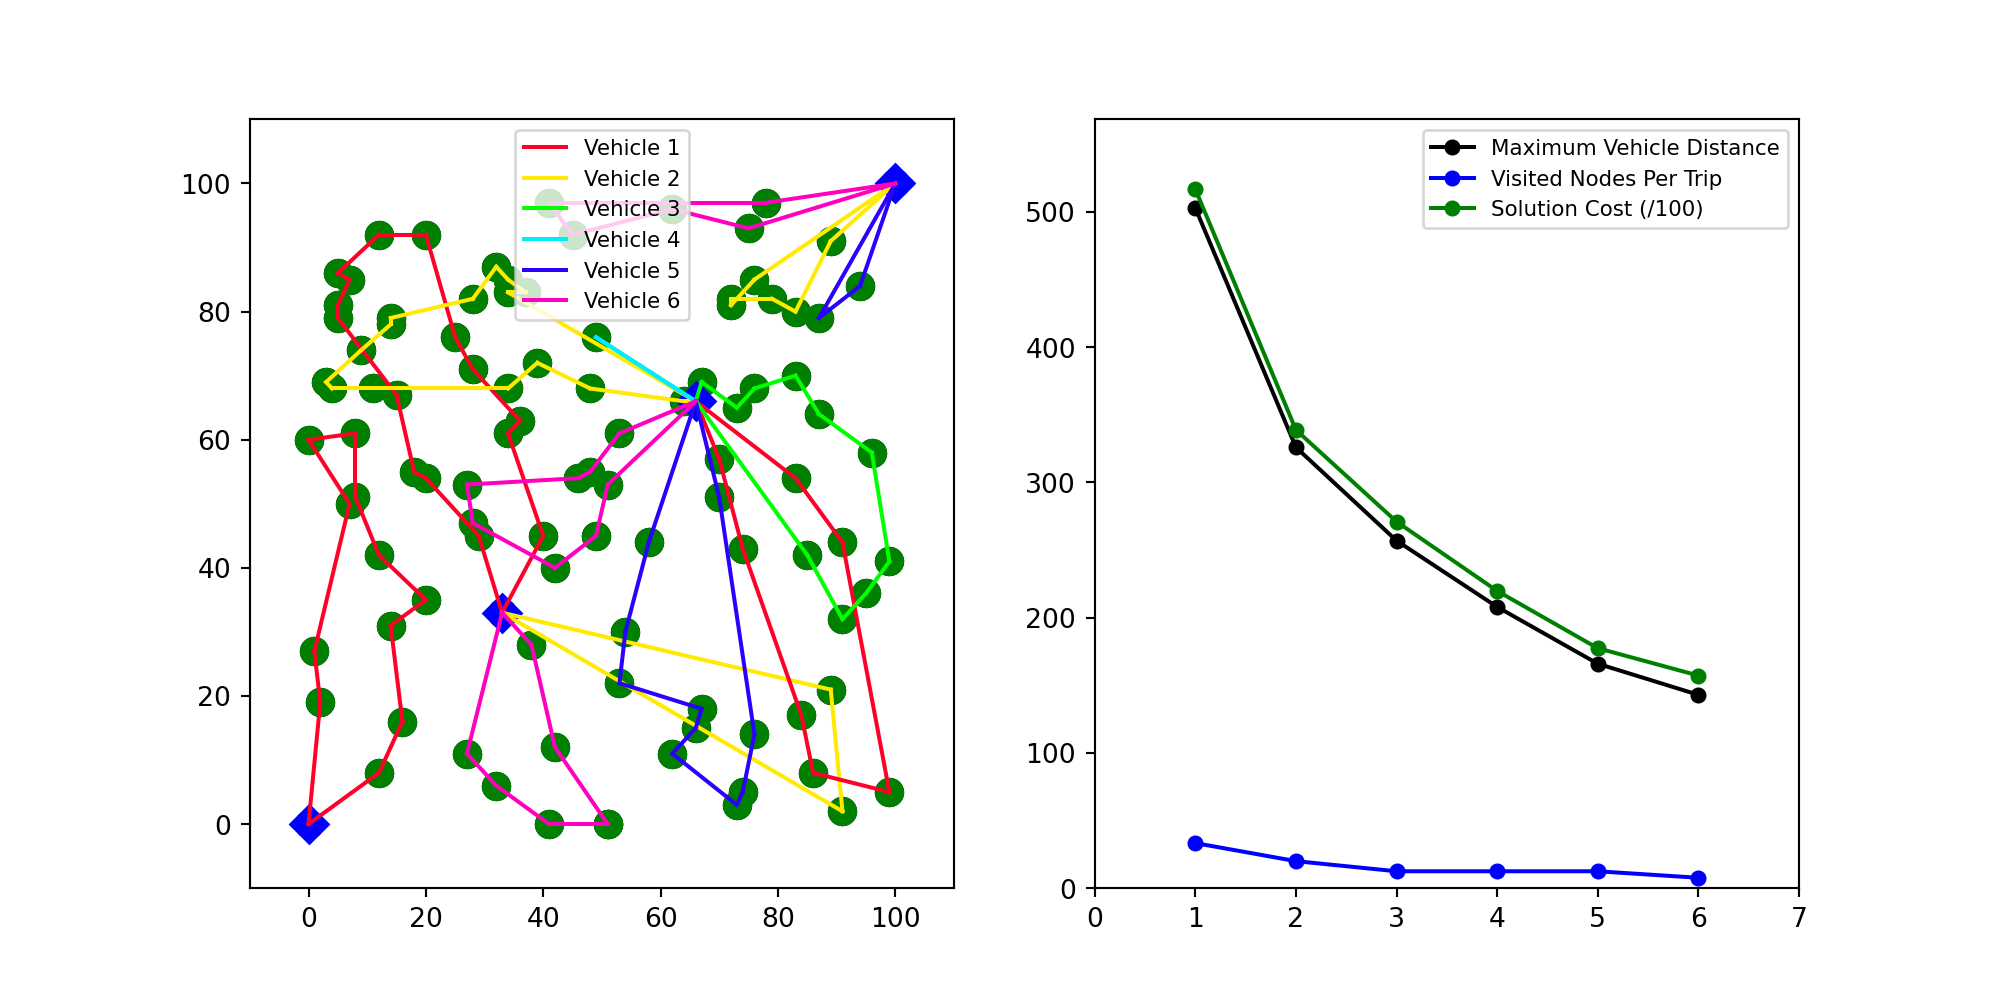 Vehicle 1
Vehicle 2
Vehicle 3
Vehicle 4
Vehicle 5
Vehicle 6
100
80
60
40
20
0
0 20 40 60 80 100
Maximum Vehicle Distance
Visited Nodes Per Trip
Solution Cost (/100)
500
400
300
200
100
0
0 1 2 3 4 5 6 7